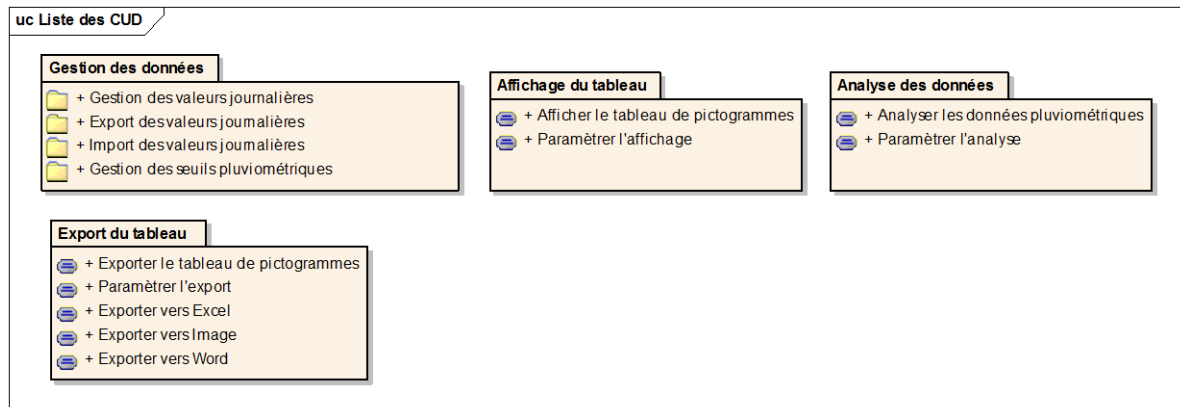 uc Liste des CUD
Gestion des données
+ Gestion des valeurs journalières
+ Export des valeurs journalières
+ Import des valeurs journalières
+ Gestion des seuils pluviométriques
Affichage du tableau
+ Afficher le tableau de pictogrammes
+ Paramètrer l'affichage
Analyse des données
+ Analyser les données pluviométriques
+ Paramètrer l'analyse
Export du tableau
+ Exporter le tableau de pictogrammes
+ Paramètrer l'export
+ Exporter vers Excel
+ Exporter vers Image
+ Exporter vers Word